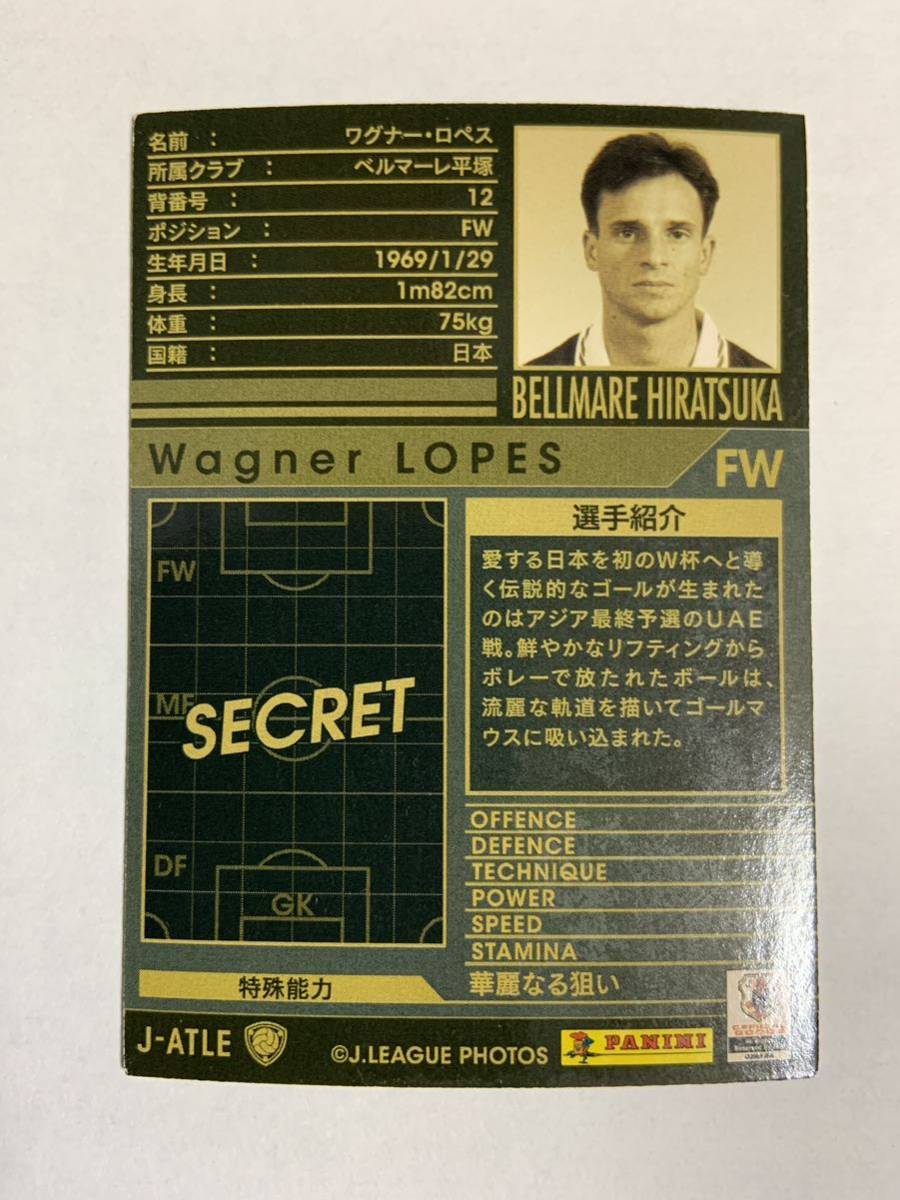 名前 : ワグナー・ロペス
所属クラブ : ベルマーレ平塚
背番号 : 12
ポジション : FW
生年月日 : 1969/1/29
身長 : 1m82cm
体重 : 75kg
国籍 : 日本
BELLMARE HIRATSUKA
Wagner LOPES
FW
FW
MF
SECRET
DF
GK
選手紹介
愛する日本を初のW杯へと導
く伝説的なゴールが生まれた
のはアジア最終予選のUAE
戦。鮮やかなリフティングから
ボレーで放たれたボールは、
流麗な軌道を描いてゴールマ
ウスに吸い込まれた。
OFFENCE
DEFENCE
TECHNIQUE
POWER
SPEED
STAMINA
特殊能力
華麗なる狙い
J-ATLE
©J.LEAGUE PHOTOS
PANINI